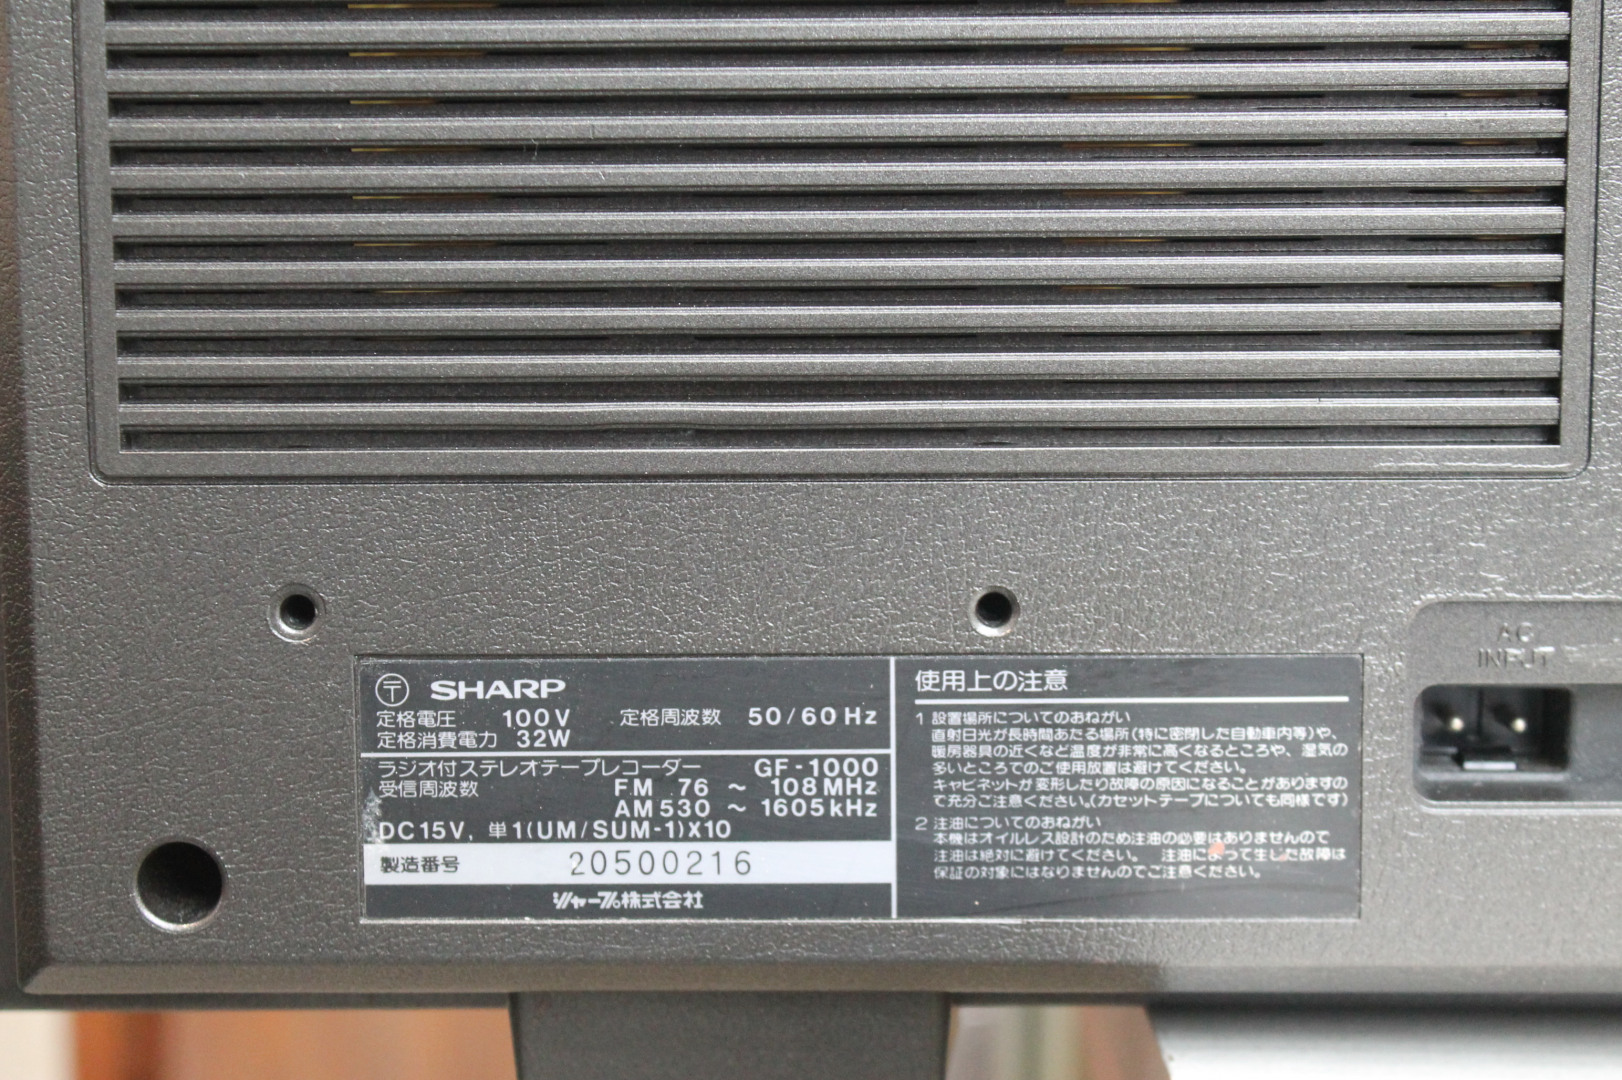 AC
INPUT
〒 SHARP
定格電圧 100V 定格周波数 50/60Hz
定格消費電力 32W
ラジオ付ステレオテープレコーダー GF-1000
受信周波数 FM 76 ～ 108MHz
AM 530 ～ 1605kHz
DC15V, 単1(UM/SUM-1)X10
製造番号 20500216
シャープ株式会社
使用上の注意
1 設置場所についてのおねがい
直射日光が長時間あたる場所(特に密閉した自動車内等)や、
暖房器具の近くなど温度が非常に高くなるところや、湿気の
多いところでのご使用放置は避けてください。
キャビネットが変形したり故障の原因になることがありますの
で充分ご注意ください。(カセットテープについても同様です)
2 注油についてのおねがい
本機はオイルレス設計のため注油の必要はありませんので
注油は絶対に避けてください。 注油によって生じた故障は
保証の対象にはなりませんのでご注意ください。